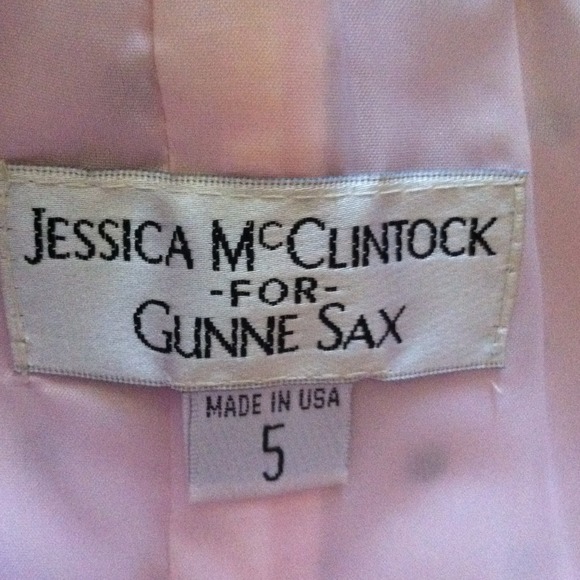 JESSICA McCLINTOCK
-FOR-
GUNNE SAX
MADE IN USA
5